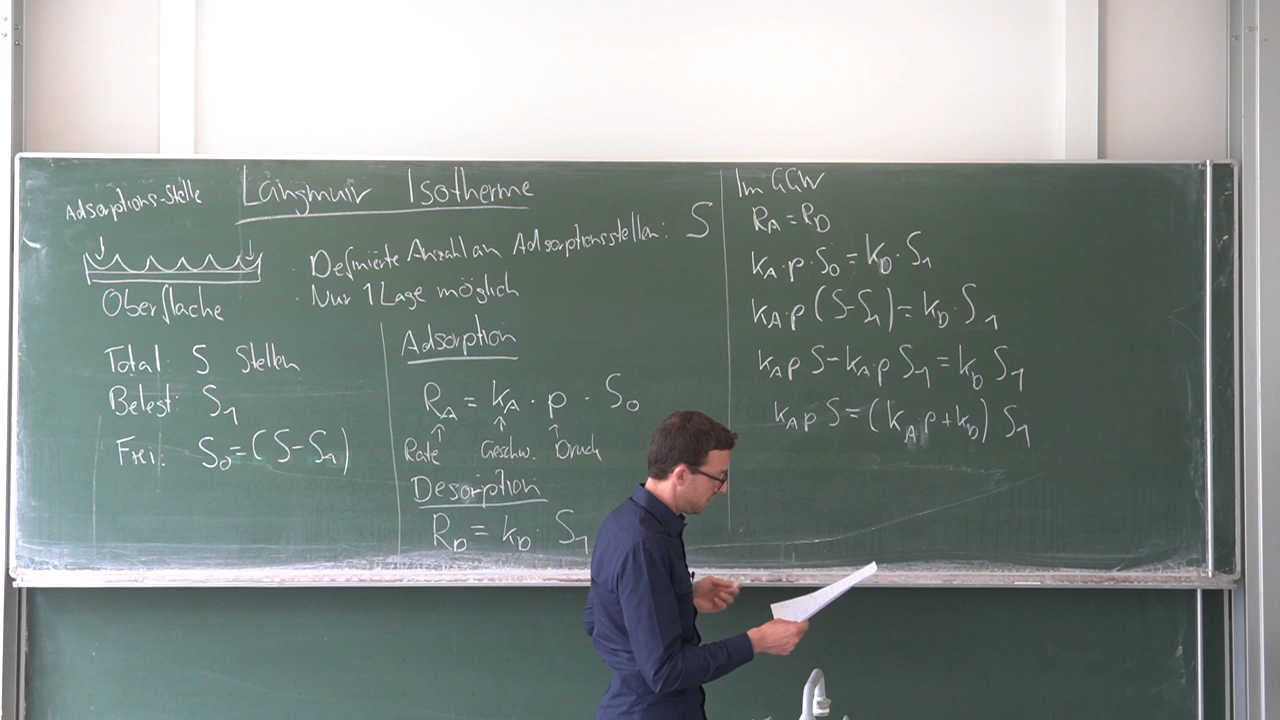 Langmuir Isotherme
Adsorptions-Stelle
Oberfläche
· Definierte Anzahl an Adsorptionsstellen: S
· Nur 1 Lage möglich
Total: S Stellen
Belest: S₁
Frei: S₀=(S-S₁)
Adsorption
R_A = k_A · p · S₀
Rate Geschw. Druck
Desorption
R_D = k_D · S₁
Im GGW
R_A = R_D
k_A · p · S₀ = k_D · S₁
k_A · p (S-S₁) = k_D · S₁
k_A p S - k_A p S₁ = k_D S₁
k_A p S = (k_A p + k_D) S₁